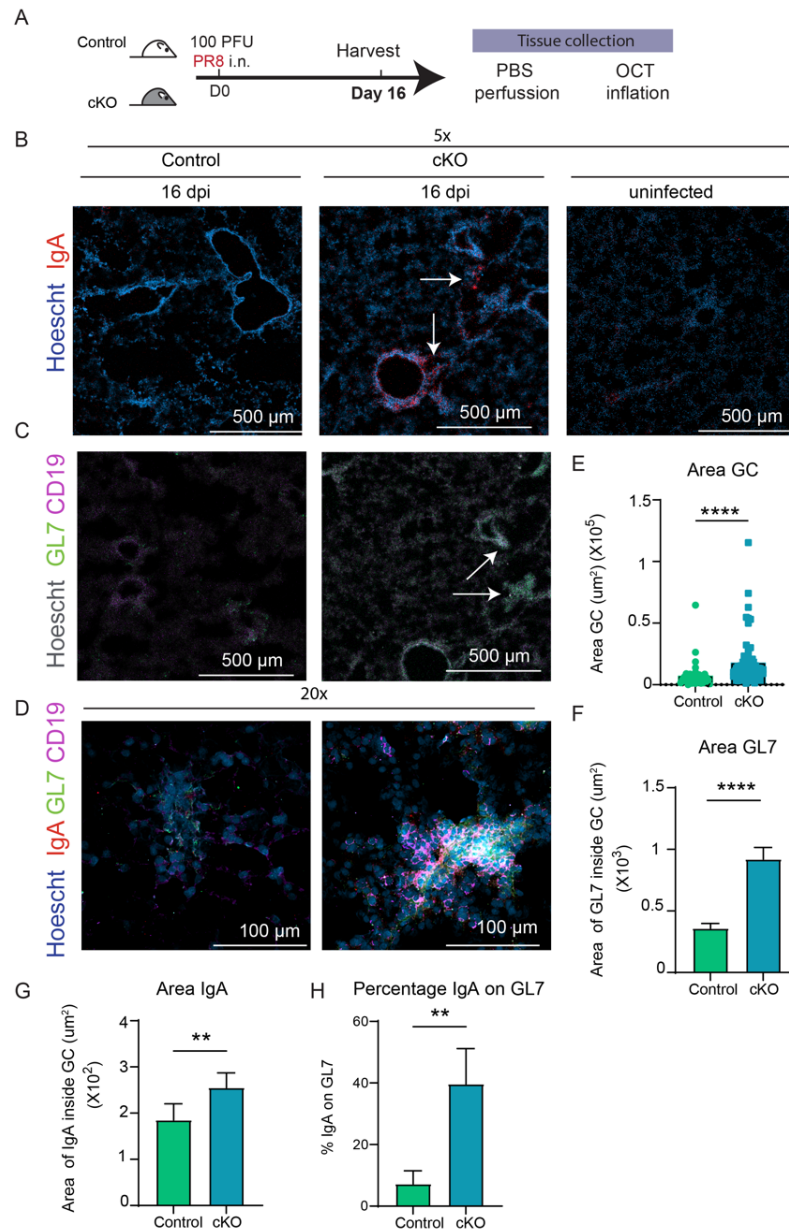 A
Control
cKO
100 PFU
PR8 i.n.
D0
Harvest
Day 16
Tissue collection
PBS
perfussion
OCT
inflation
B
5x
Control
cKO
16 dpi
16 dpi
uninfected
Hoescht IgA
500 µm
500 µm
500 µm
C
Hoescht GL7 CD19
500 µm
500 µm
E
Area GC
Area GC (um²) (X10⁵)
1.5
1
0.5
0
****
Control
cKO
D
20x
Hoescht IgA GL7 CD19
100 µm
100 µm
F
Area GL7
Area of GL7 inside GC (um²)
(X10³)
1.5
1
0.5
0
****
Control
cKO
G
Area IgA
Area of IgA inside GC (um²)
(X10²)
4
3
2
1
0
**
Control
cKO
H
Percentage IgA on GL7
% IgA on GL7
60
40
20
0
**
Control
cKO